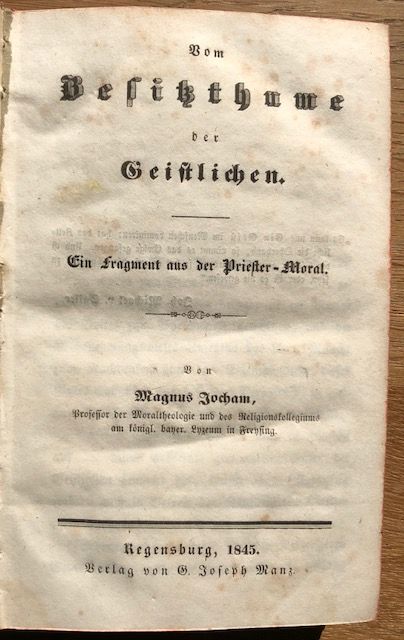 Vom
Beſitzthume
der
Geiſtlichen.
Ein Fragment aus der Prieſter-Moral.
Von
Magnus Jocham,
Profeſſor der Moraltheologie und des Religionskollegiums
am königl. bayer. Lyzeum in Freyſing.
Regensburg, 1845.
Verlag von G. Joſeph Manz.